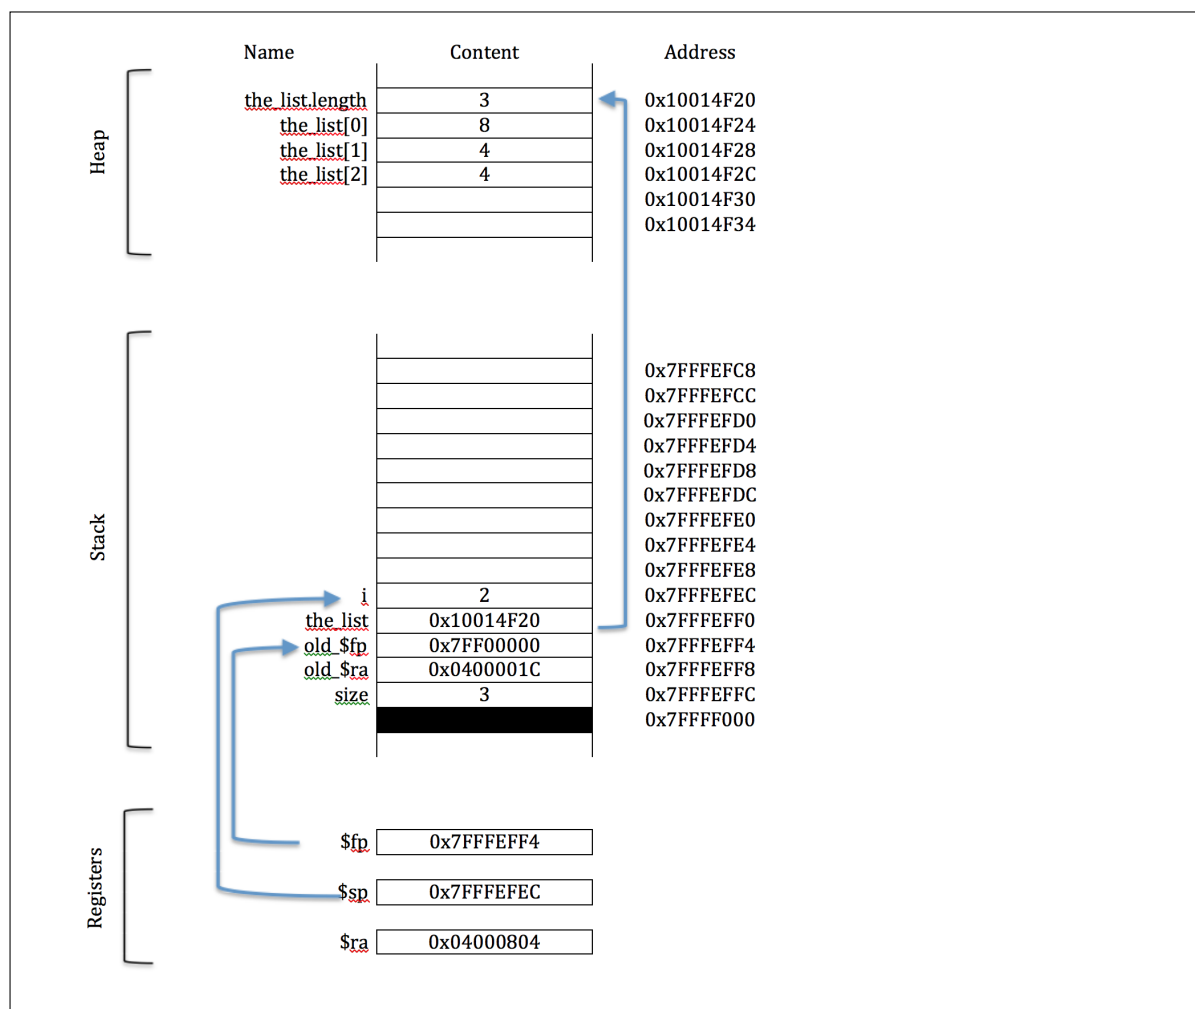 Name Content Address
the_list.length 3 0x10014F20
the_list[0] 8 0x10014F24
the_list[1] 4 0x10014F28
the_list[2] 4 0x10014F2C
0x10014F30
0x10014F34
Heap
0x7FFFEFC8
0x7FFFEFCC
0x7FFFEFD0
0x7FFFEFD4
0x7FFFEFD8
0x7FFFEFDC
0x7FFFEFE0
0x7FFFEFE4
0x7FFFEFE8
i 2 0x7FFFEFEC
the_list 0x10014F20 0x7FFFEFF0
old_$fp 0x7FF00000 0x7FFFEFF4
old_$ra 0x0400001C 0x7FFFEFF8
size 3 0x7FFFEFFC
0x7FFFF000
Stack
$fp 0x7FFFEFF4
$sp 0x7FFFEFEC
$ra 0x04000804
Registers